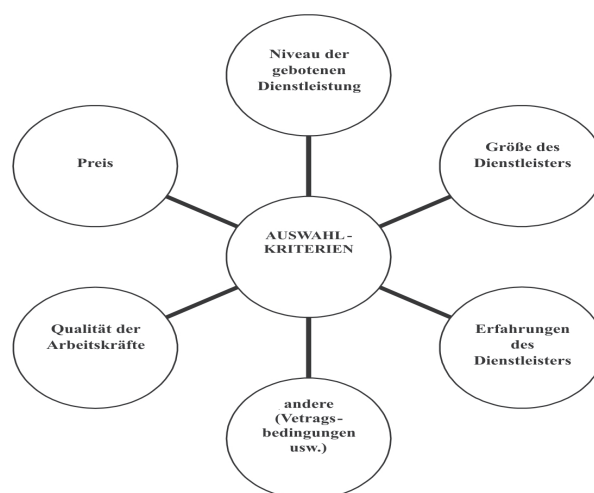 Niveau der
gebotenen
Dienstleistung
Preis
Größe des
Dienstleisters
AUSWAHL-
KRITERIEN
Qualität der
Arbeitskräfte
Erfahrungen
des
Dienstleisters
andere
(Vetrags-
bedingungen
usw.)